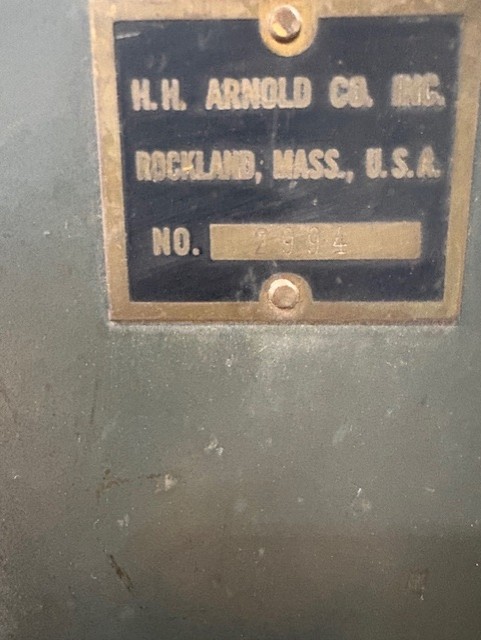 H.H. ARNOLD CO. INC.
ROCKLAND, MASS., U.S.A.
NO. 2994